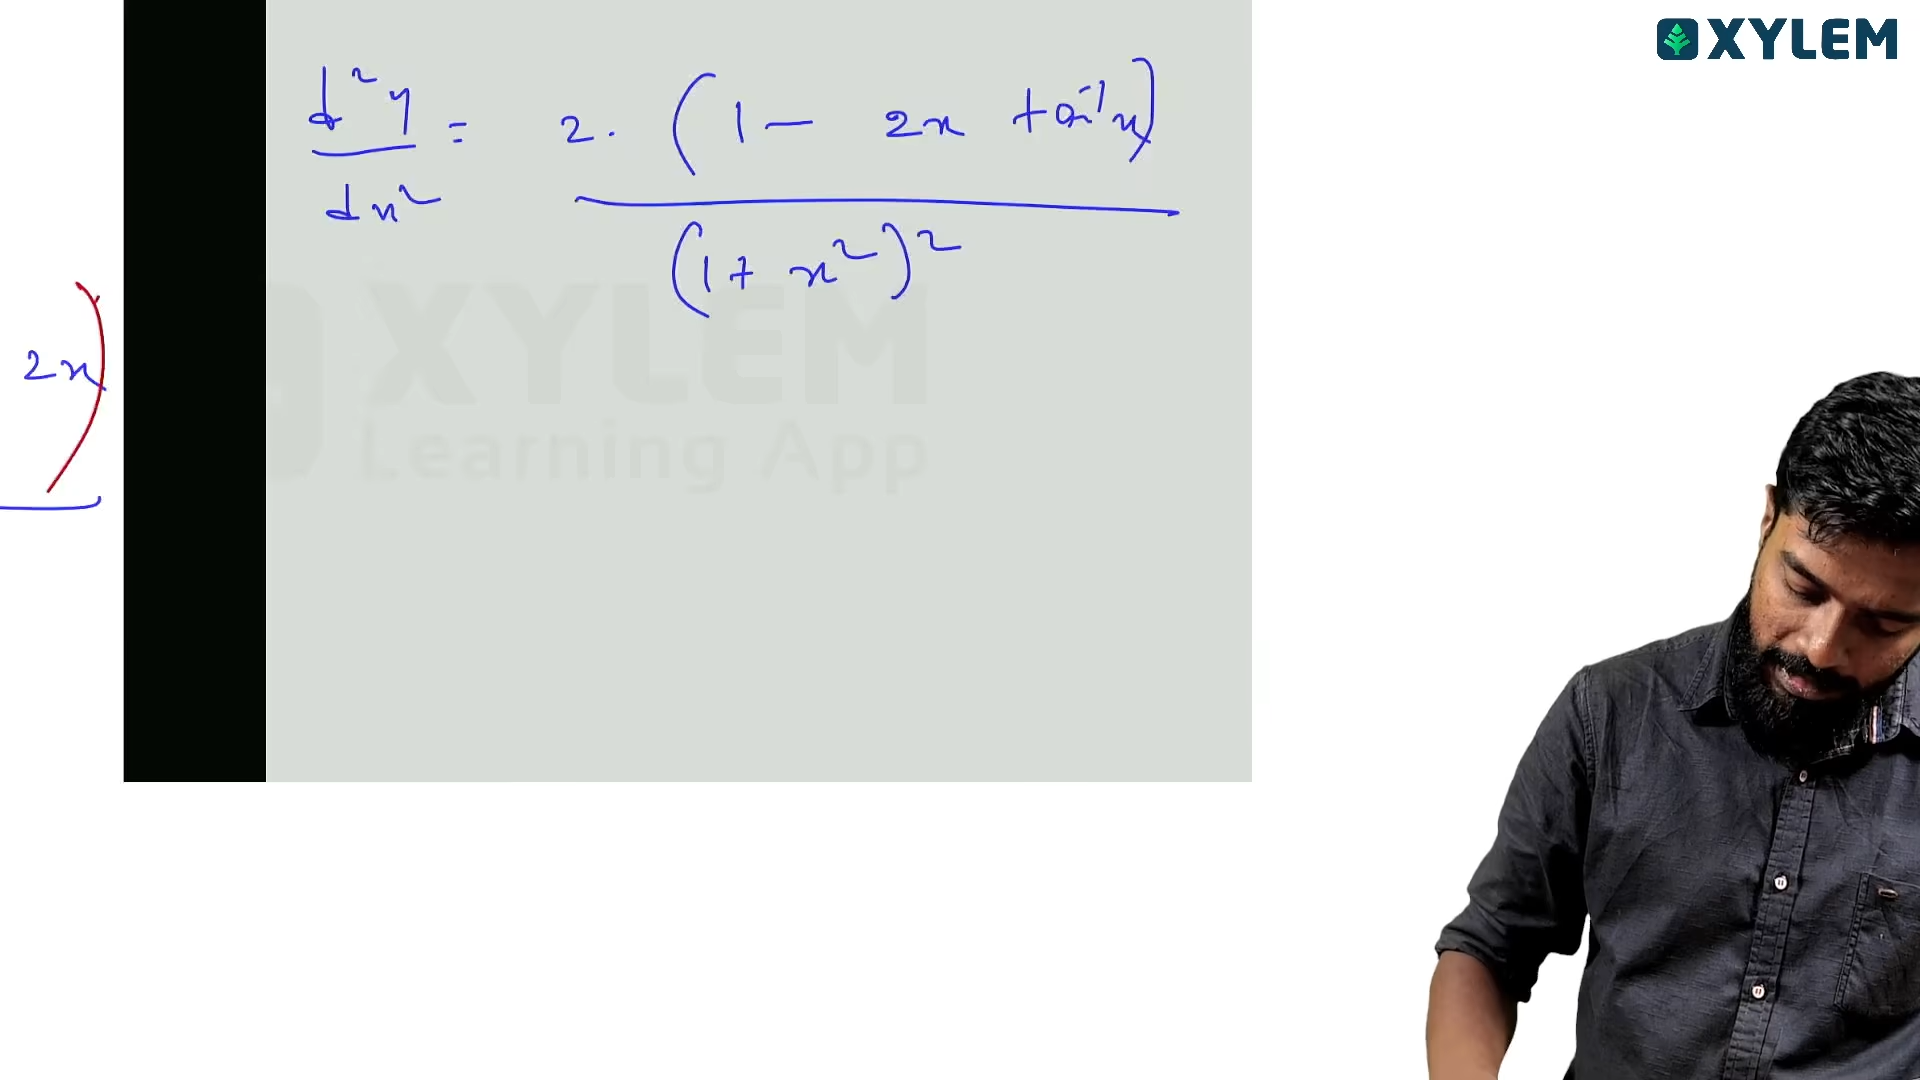 XYLEM
d²y/dx² = 2. (1 - 2x tan⁻¹x) / (1 + x²)²
2x)
XYLEM
Learning App